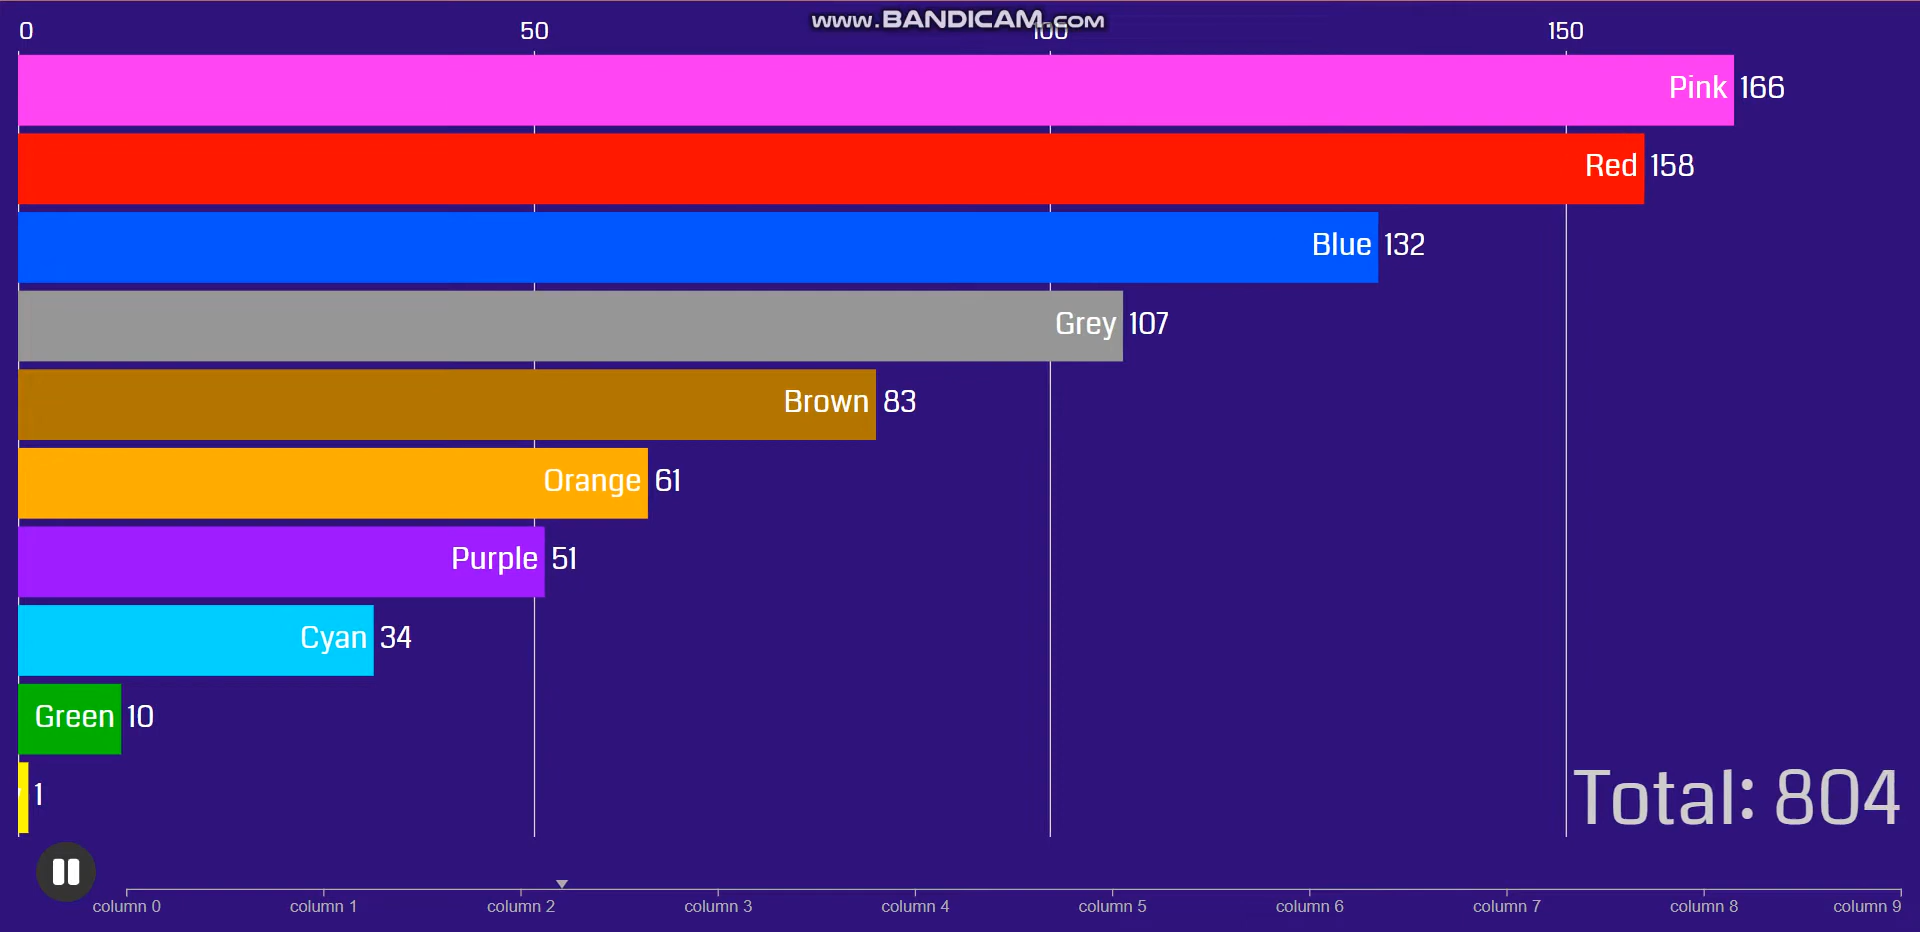 www.BANDICAM.COM
0 50 100 150
Pink 166
Red 158
Blue 132
Grey 107
Brown 83
Orange 61
Purple 51
Cyan 34
Green 10
1
Total: 804
column 0 column 1 column 2 column 3 column 4 column 5 column 6 column 7 column 8 column 9